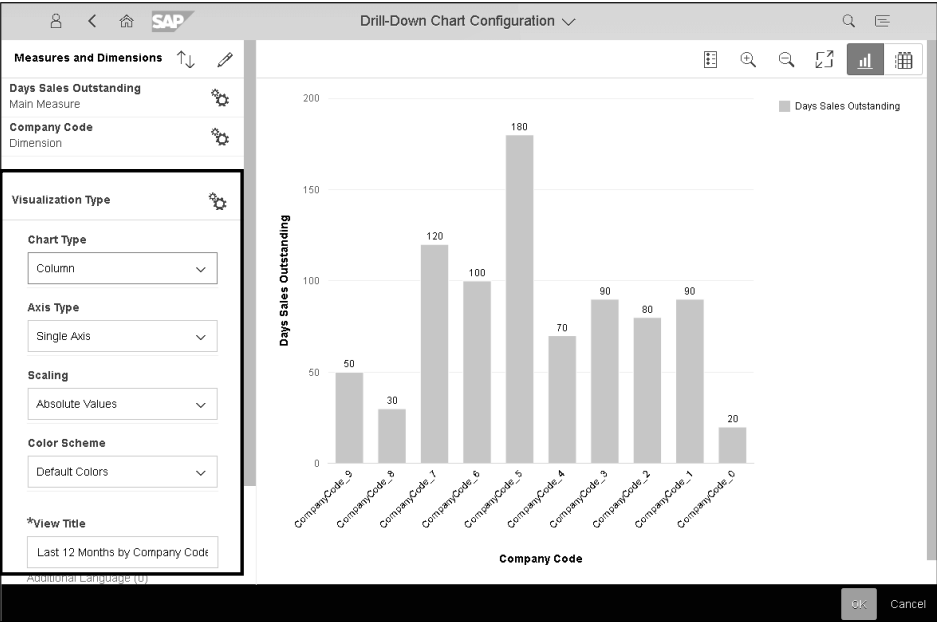 SAP
Drill-Down Chart Configuration
Measures and Dimensions
Days Sales Outstanding
Main Measure
Company Code
Dimension
Visualization Type
Chart Type
Column
Axis Type
Single Axis
Scaling
Absolute Values
Color Scheme
Default Colors
*View Title
Last 12 Months by Company Code
Additional Language (0)
Days Sales Outstanding
200
150
100
50
0
Days Sales Outstanding
50
30
120
100
180
70
90
80
90
20
CompanyCode_9
CompanyCode_8
CompanyCode_7
CompanyCode_6
CompanyCode_5
CompanyCode_4
CompanyCode_3
CompanyCode_2
CompanyCode_1
CompanyCode_0
Company Code
OK
Cancel